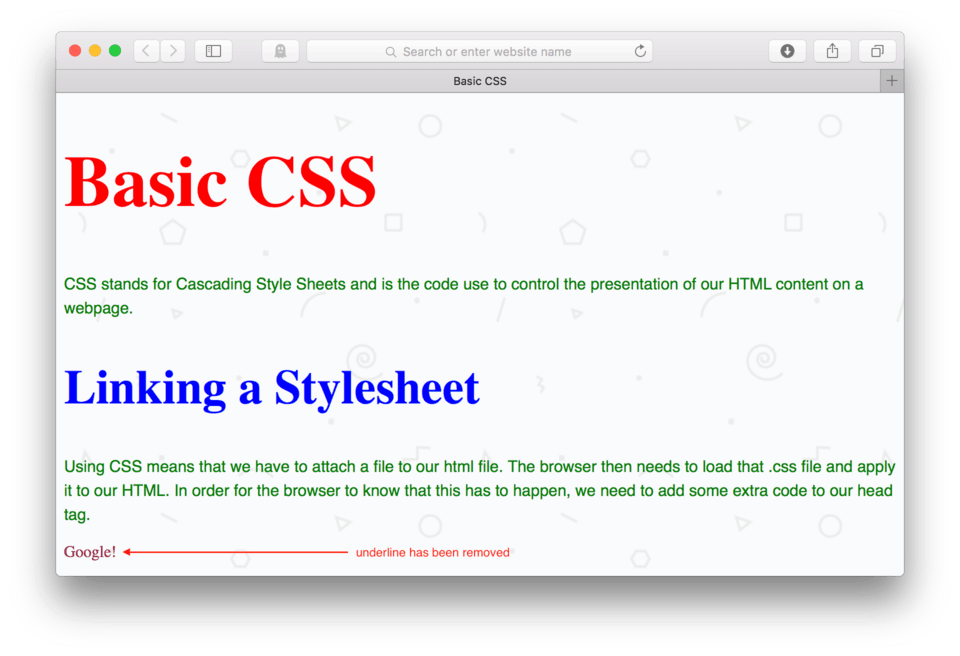 Search or enter website name
Basic CSS
Basic CSS
CSS stands for Cascading Style Sheets and is the code use to control the presentation of our HTML content on a
webpage.
Linking a Stylesheet
Using CSS means that we have to attach a file to our html file. The browser then needs to load that .css file and apply
it to our HTML. In order for the browser to know that this has to happen, we need to add some extra code to our head
tag.
Google! underline has been removed